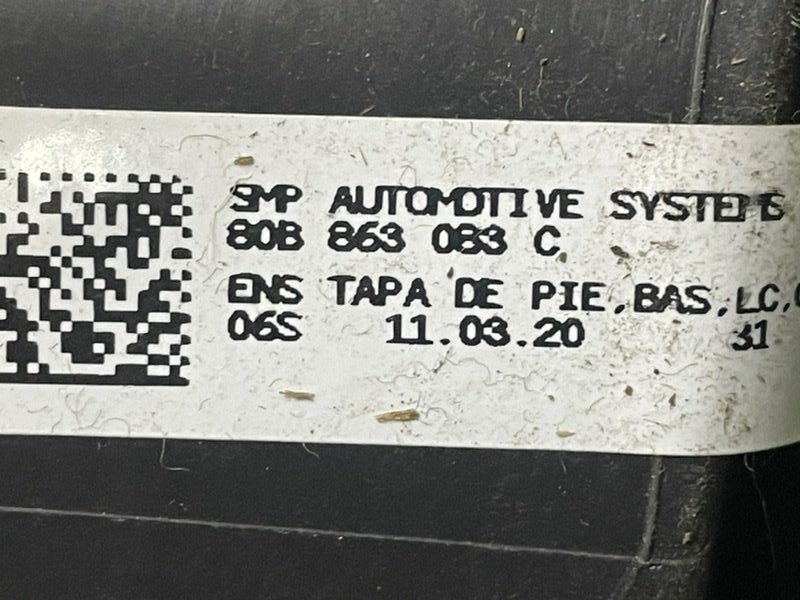 SMP AUTOMOTIVE SYSTEMS
80B 863 083 C
ENS TAPA DE PIE,BAS,LC,
06S 11.03.20 31